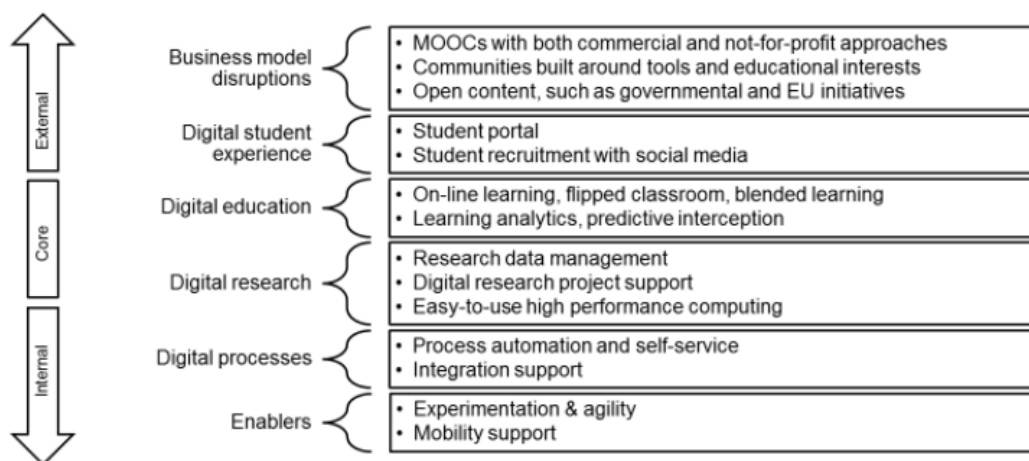 External
Business model
disruptions
• MOOCs with both commercial and not-for-profit approaches
• Communities built around tools and educational interests
• Open content, such as governmental and EU initiatives
Digital student
experience
• Student portal
• Student recruitment with social media
Core
Digital education
• On-line learning, flipped classroom, blended learning
• Learning analytics, predictive interception
Digital research
• Research data management
• Digital research project support
• Easy-to-use high performance computing
Internal
Digital processes
• Process automation and self-service
• Integration support
Enablers
• Experimentation & agility
• Mobility support